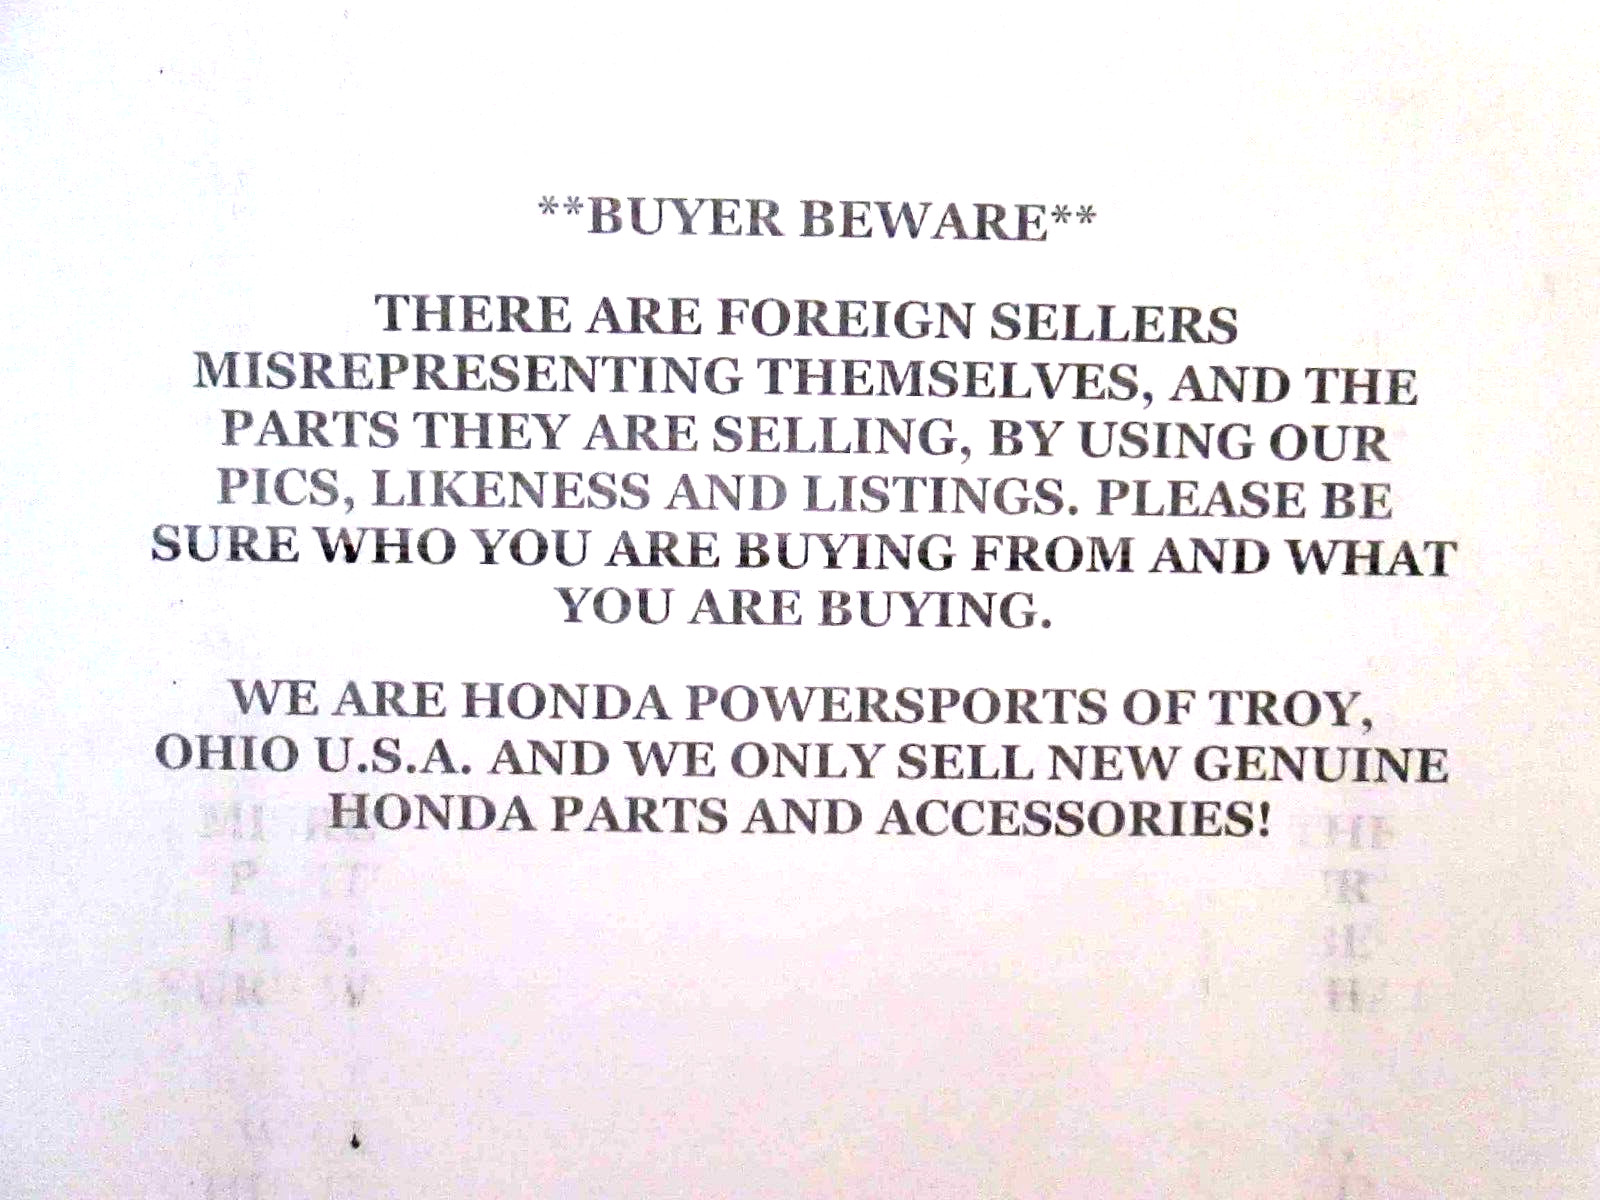 **BUYER BEWARE**
THERE ARE FOREIGN SELLERS
MISREPRESENTING THEMSELVES, AND THE
PARTS THEY ARE SELLING, BY USING OUR
PICS, LIKENESS AND LISTINGS. PLEASE BE
SURE WHO YOU ARE BUYING FROM AND WHAT
YOU ARE BUYING.
WE ARE HONDA POWERSPORTS OF TROY,
OHIO U.S.A. AND WE ONLY SELL NEW GENUINE
HONDA PARTS AND ACCESSORIES!